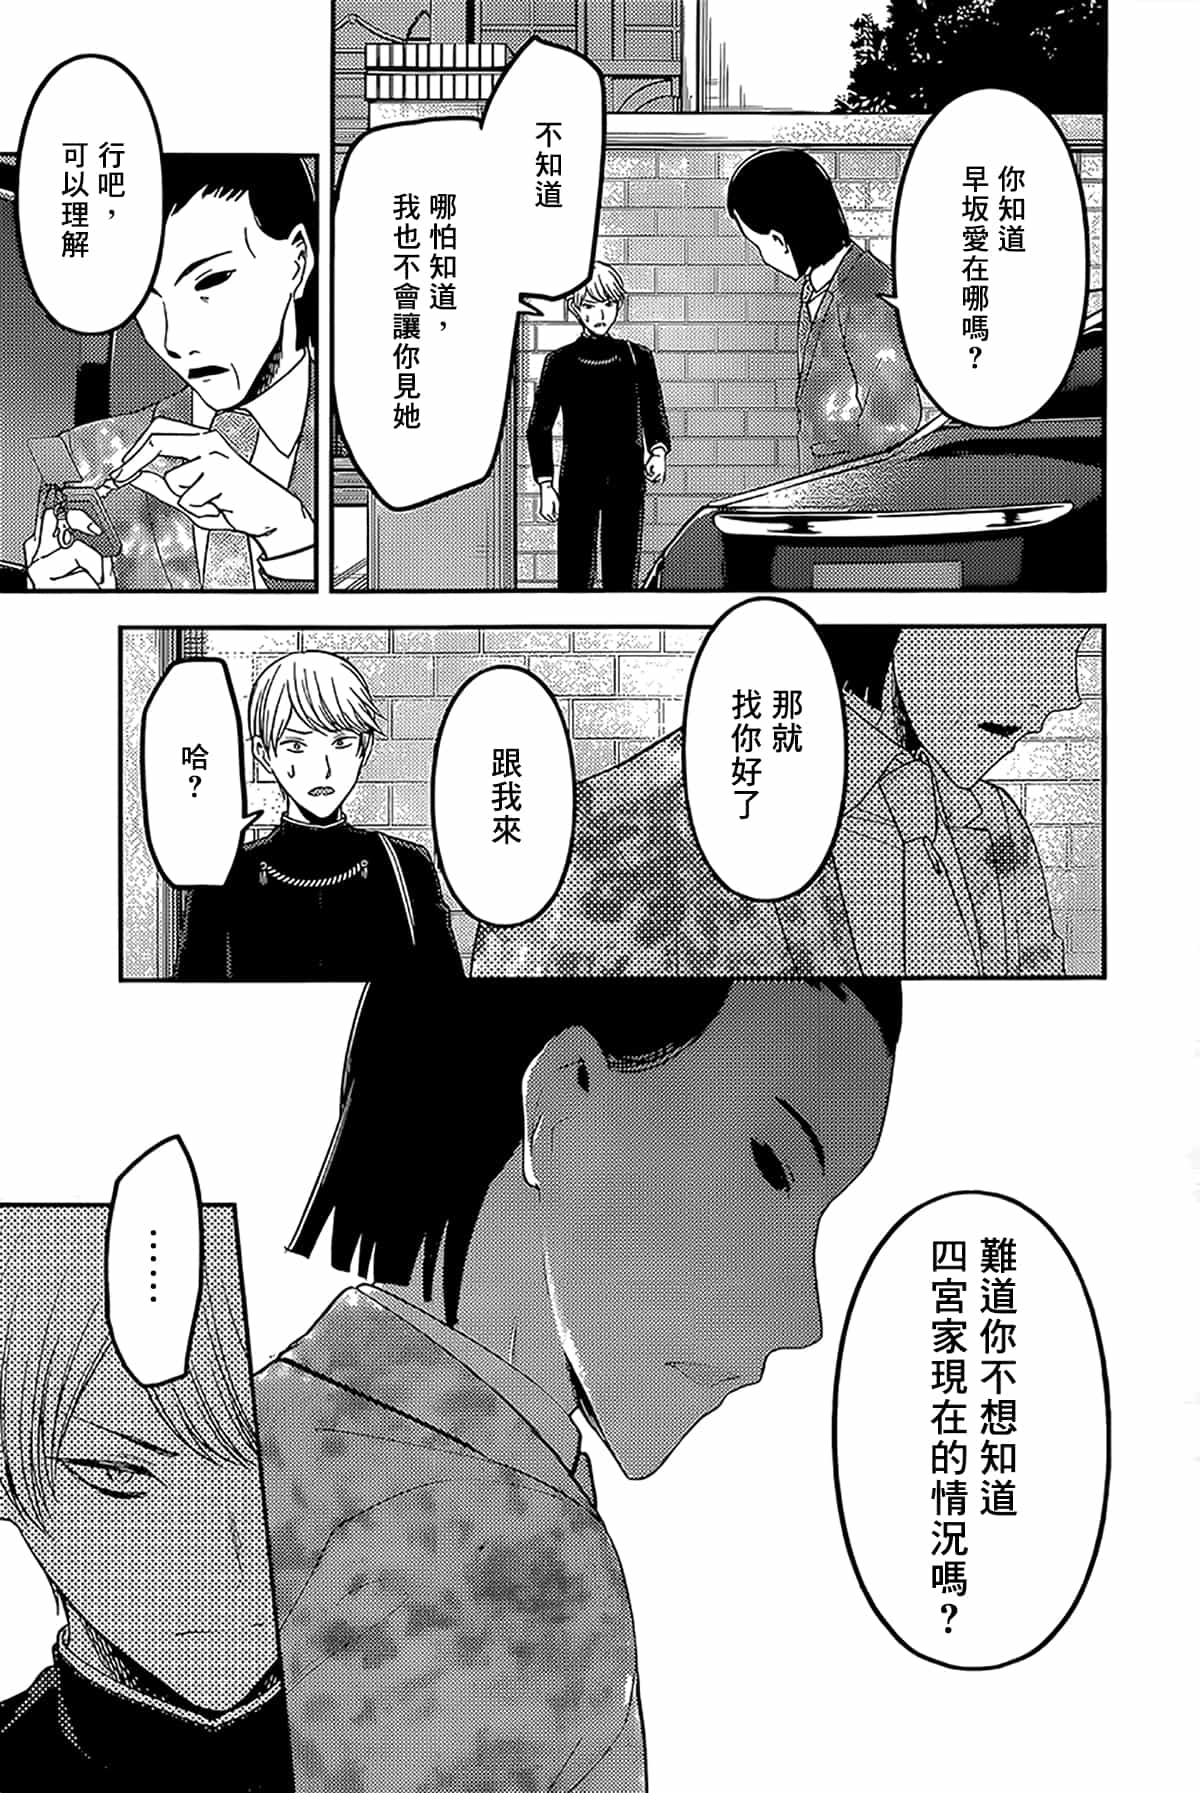 你知道
早坂愛在哪嗎?
不知道
哪怕知道，
我也不會讓你見她
行吧，
可以理解
那就
找你好了
跟我來
哈?
難道你不想知道
四宮家現在的情況嗎?
……